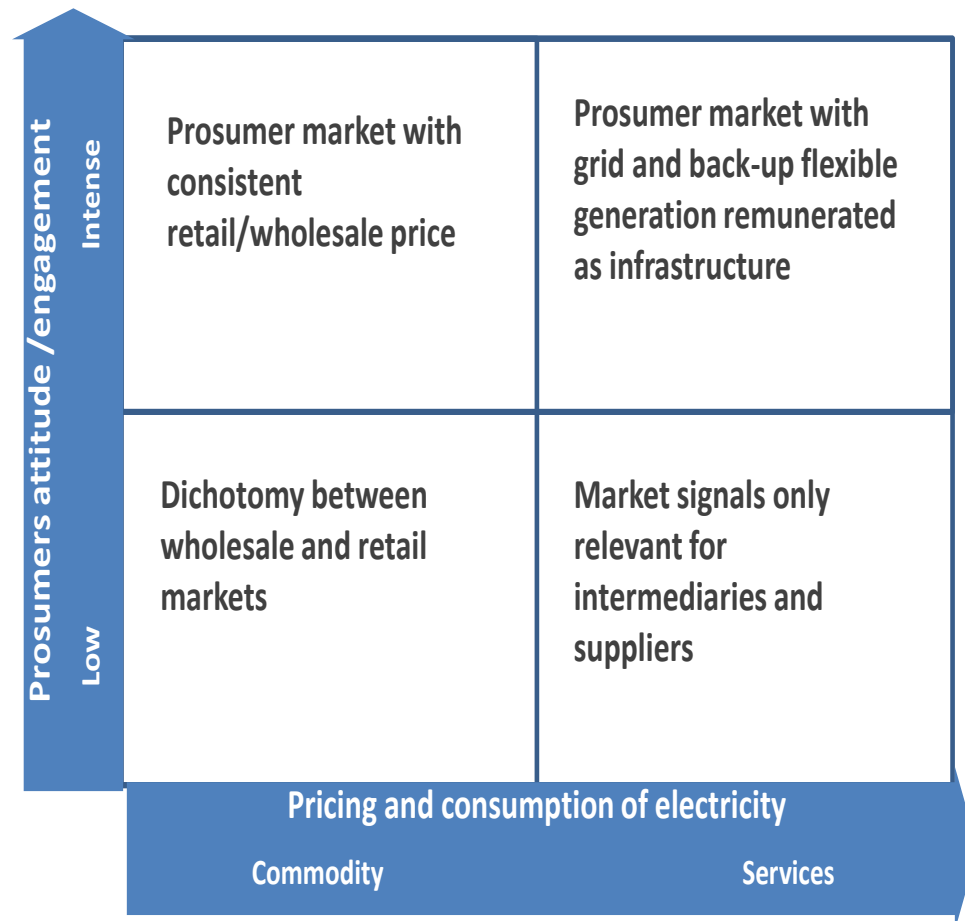 Prosumers attitude /engagement
Intense
Low
Prosumer market with
consistent
retail/wholesale price
Prosumer market with
grid and back-up flexible
generation remunerated
as infrastructure
Dichotomy between
wholesale and retail
markets
Market signals only
relevant for
intermediaries and
suppliers
Pricing and consumption of electricity
Commodity
Services